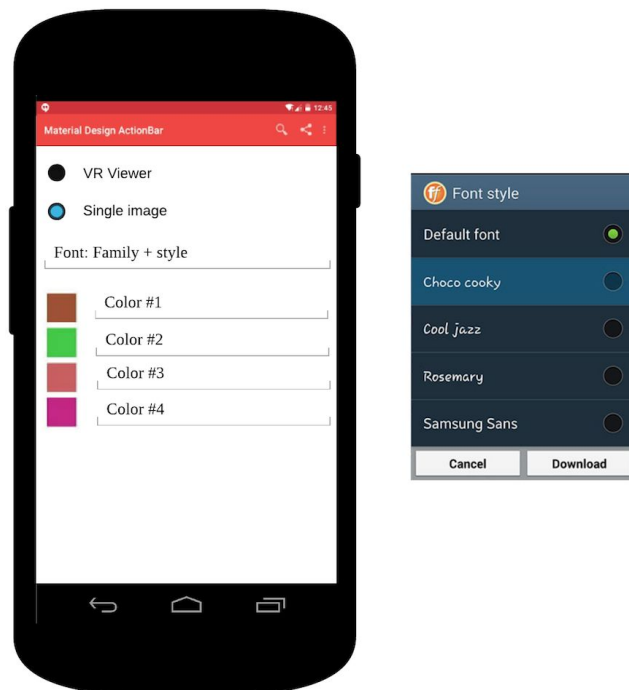 12:45
Material Design ActionBar
VR Viewer
Single image
Font: Family + style
Color #1
Color #2
Color #3
Color #4
Font style
Default font
Choco cooky
Cool jazz
Rosemary
Samsung Sans
Cancel Download